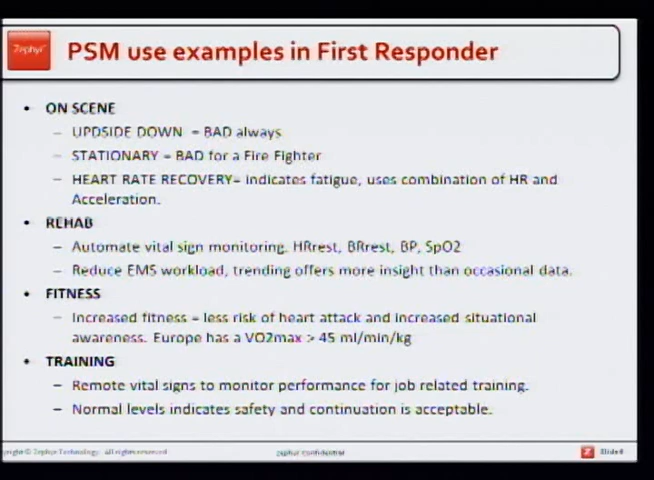 Zephyr
PSM use examples in First Responder
• ON SCENE
– UPDSIDE DOWN = BAD always
– STATIONARY = BAD for a Fire Fighter
– HEART RATE RECOVERY= indicates fatigue, uses combination of HR and
Acceleration.
• REHAB
– Automate vital sign monitoring. HRrest, BRrest, BP, SpO2
– Reduce EMS workload, trending offers more insight than occasional data.
• FITNESS
– Increased fitness = less risk of heart attack and increased situational
awareness. Europe has a VO2max > 45 ml/min/kg
• TRAINING
– Remote vital signs to monitor performance for job related training.
– Normal levels indicates safety and continuation is acceptable.
© Zephyr Technology. All rights reserved
zephyr confidential